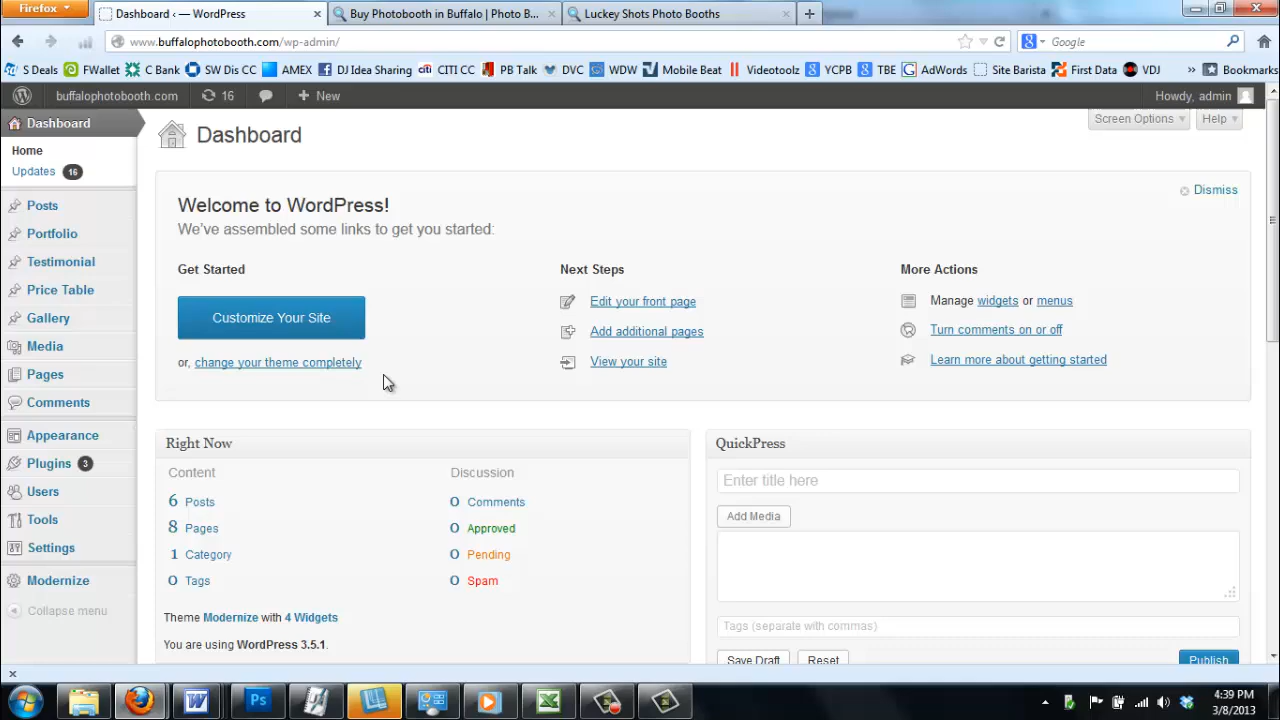 Firefox
Dashboard ‹ — WordPress
Buy Photobooth in Buffalo | Photo B...
Luckey Shots Photo Booths
www.buffalophotobooth.com/wp-admin/
Google
S Deals
FWallet
C Bank
SW Dis CC
AMEX
DJ Idea Sharing
CITI CC
PB Talk
DVC
WDW
Mobile Beat
Videotoolz
YCPB
TBE
AdWords
Site Barista
First Data
VDJ
»
Bookmarks
buffalophotobooth.com
16
+ New
Howdy, admin
Dashboard
Home
Updates 16
Posts
Portfolio
Testimonial
Price Table
Gallery
Media
Pages
Comments
Appearance
Plugins 3
Users
Tools
Settings
Modernize
Collapse menu
Screen Options
Help
Dashboard
Dismiss
Welcome to WordPress!
We've assembled some links to get you started:
Get Started
Customize Your Site
or, change your theme completely
Next Steps
Edit your front page
Add additional pages
View your site
More Actions
Manage widgets or menus
Turn comments on or off
Learn more about getting started
Right Now
Content
6 Posts
8 Pages
1 Category
0 Tags
Discussion
0 Comments
0 Approved
0 Pending
0 Spam
Theme Modernize with 4 Widgets
You are using WordPress 3.5.1.
QuickPress
Enter title here
Add Media
Tags (separate with commas)
Save Draft
Reset
Publish
4:39 PM
3/8/2013